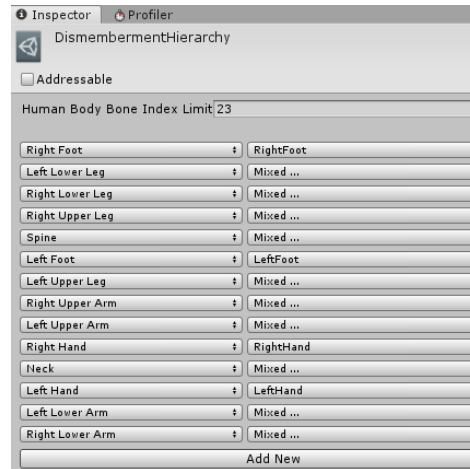 Inspector Profiler
DismembermentHierarchy
Addressable
Human Body Bone Index Limit 23
Right Foot RightFoot
Left Lower Leg Mixed ...
Right Lower Leg Mixed ...
Right Upper Leg Mixed ...
Spine Mixed ...
Left Foot LeftFoot
Left Upper Leg Mixed ...
Right Upper Arm Mixed ...
Left Upper Arm Mixed ...
Right Hand RightHand
Neck Mixed ...
Left Hand LeftHand
Left Lower Arm Mixed ...
Right Lower Arm Mixed ...
Add New